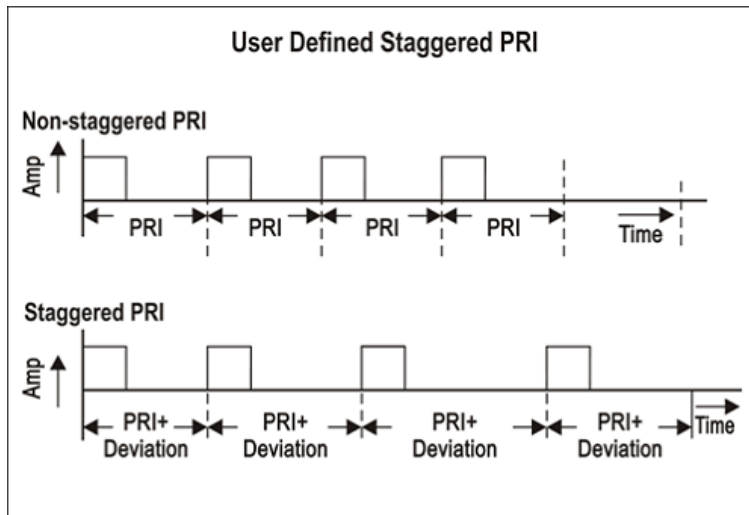 User Defined Staggered PRI
Non-staggered PRI
Amp
PRI
PRI
PRI
PRI
Time
Staggered PRI
Amp
PRI+
Deviation
PRI+
Deviation
PRI+
Deviation
PRI+
Deviation
Time